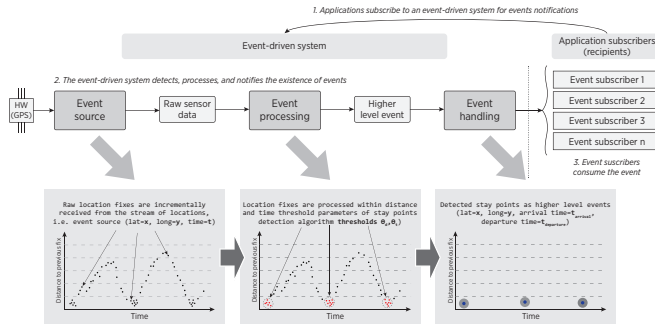 1. Applications subscribe to an event-driven system for events notifications
Event-driven system
Application subscribers
(recipients)
2. The event-driven system detects, processes, and notifies the existence of events
HW
(GPS)
Event
source
Raw sensor
data
Event
processing
Higher
level event
Event
handling
Event subscriber 1
Event subscriber 2
Event subscriber 3
Event subscriber n
3. Event suscribers
consume the event
Raw location fixes are incrementally
received from the stream of locations,
i.e. event source (lat=x, long=y, time=t)
Distance to previous fix
Time
Location fixes are processed within distance
and time threshold parameters of stay points
detection algorithm thresholds θd,θt)
Distance to previous fix
Time
Detected stay points as higher level events
(lat=x, long=y, arrival time=tarrival,
departure time=tdeparture)
Distance to previous fix
Time